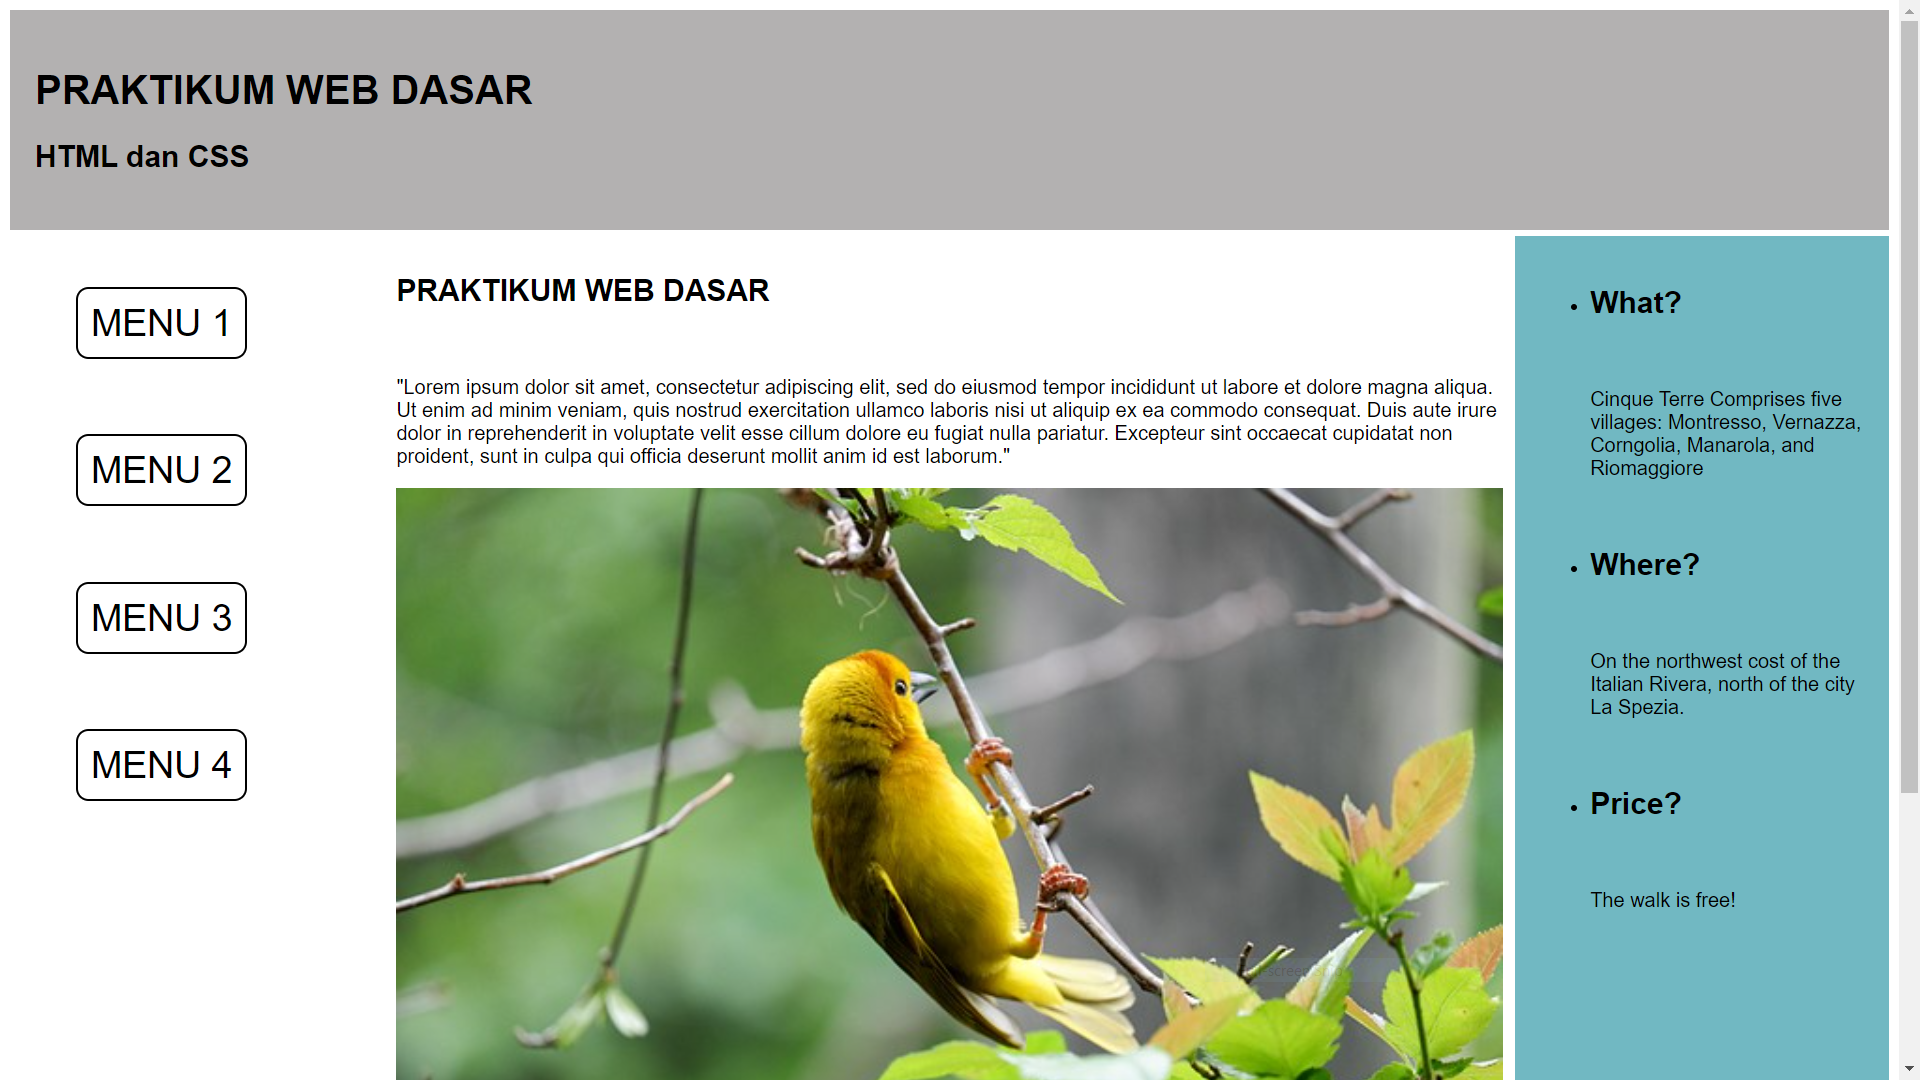 PRAKTIKUM WEB DASAR
HTML dan CSS
MENU 1
MENU 2
MENU 3
MENU 4
PRAKTIKUM WEB DASAR
"Lorem ipsum dolor sit amet, consectetur adipiscing elit, sed do eiusmod tempor incididunt ut labore et dolore magna aliqua.
Ut enim ad minim veniam, quis nostrud exercitation ullamco laboris nisi ut aliquip ex ea commodo consequat. Duis aute irure
dolor in reprehenderit in voluptate velit esse cillum dolore eu fugiat nulla pariatur. Excepteur sint occaecat cupidatat non
proident, sunt in culpa qui officia deserunt mollit anim id est laborum."
• What?
Cinque Terre Comprises five
villages: Montresso, Vernazza,
Corngolia, Manarola, and
Riomaggiore
• Where?
On the northwest cost of the
Italian Rivera, north of the city
La Spezia.
• Price?
The walk is free!